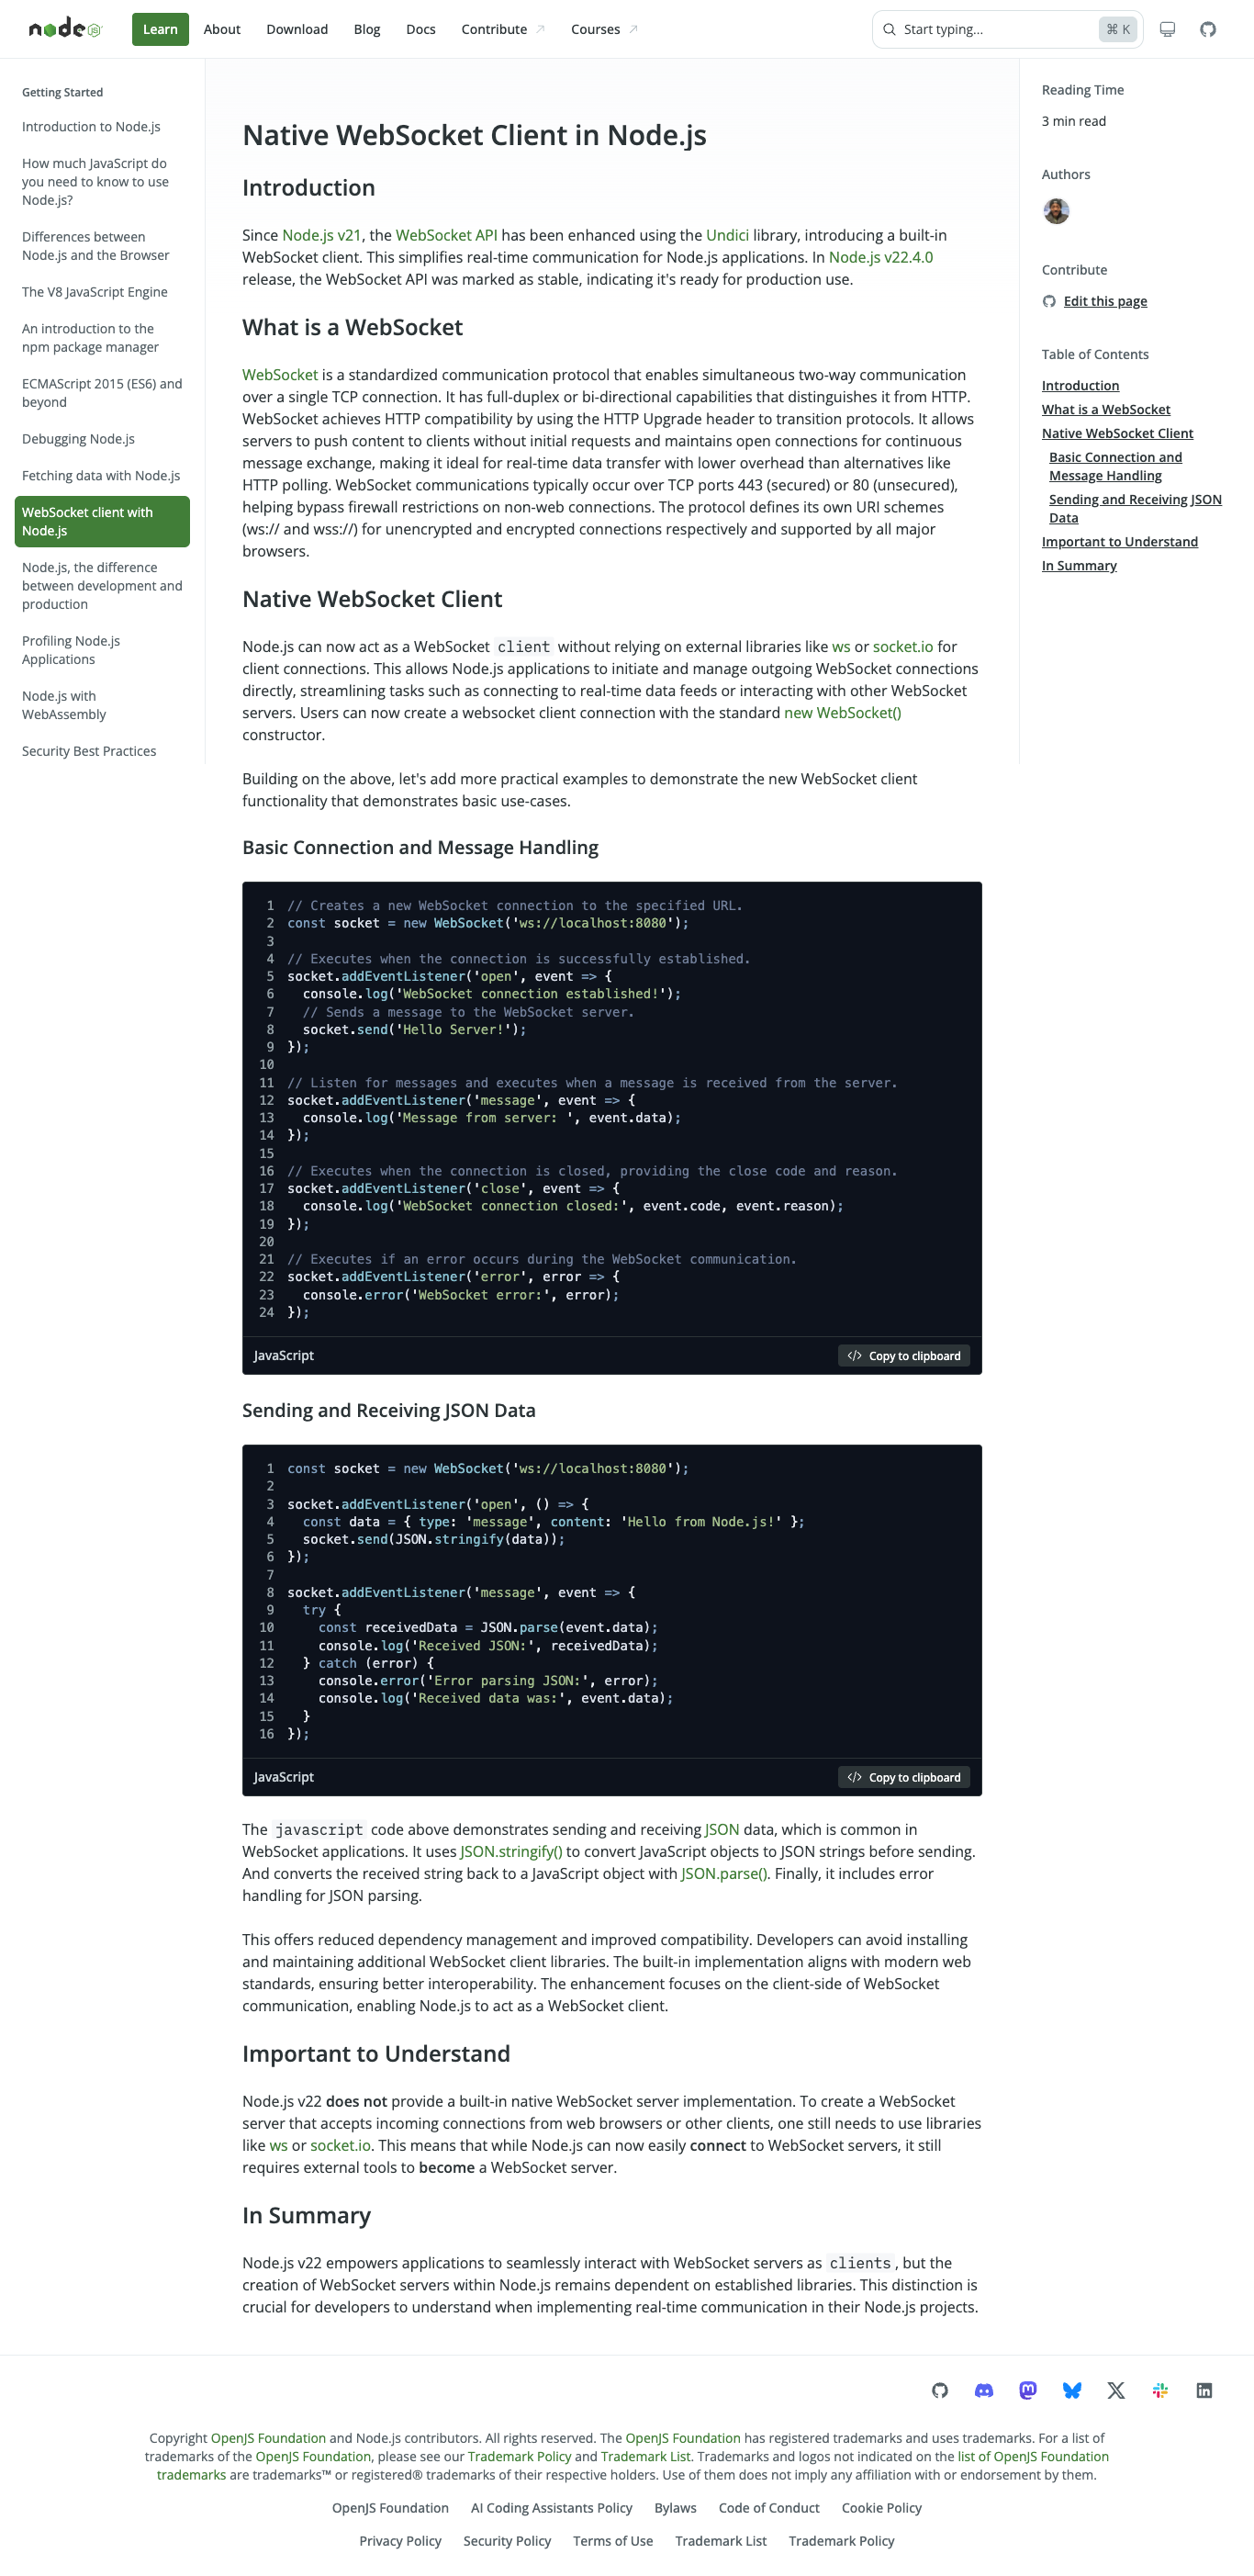 node
Learn
About
Download
Blog
Docs
Contribute
Courses
Start typing...
⌘ K
Getting Started
Introduction to Node.js
How much JavaScript do
you need to know to use
Node.js?
Differences between
Node.js and the Browser
The V8 JavaScript Engine
An introduction to the
npm package manager
ECMAScript 2015 (ES6) and
beyond
Debugging Node.js
Fetching data with Node.js
WebSocket client with
Node.js
Node.js, the difference
between development and
production
Profiling Node.js
Applications
Node.js with
WebAssembly
Security Best Practices
Native WebSocket Client in Node.js
Introduction
Since Node.js v21, the WebSocket API has been enhanced using the Undici library, introducing a built-in
WebSocket client. This simplifies real-time communication for Node.js applications. In Node.js v22.4.0
release, the WebSocket API was marked as stable, indicating it's ready for production use.
What is a WebSocket
WebSocket is a standardized communication protocol that enables simultaneous two-way communication
over a single TCP connection. It has full-duplex or bi-directional capabilities that distinguishes it from HTTP.
WebSocket achieves HTTP compatibility by using the HTTP Upgrade header to transition protocols. It allows
servers to push content to clients without initial requests and maintains open connections for continuous
message exchange, making it ideal for real-time data transfer with lower overhead than alternatives like
HTTP polling. WebSocket communications typically occur over TCP ports 443 (secured) or 80 (unsecured),
helping bypass firewall restrictions on non-web connections. The protocol defines its own URI schemes
(ws:// and wss://) for unencrypted and encrypted connections respectively and supported by all major
browsers.
Native WebSocket Client
Node.js can now act as a WebSocket client without relying on external libraries like ws or socket.io for
client connections. This allows Node.js applications to initiate and manage outgoing WebSocket connections
directly, streamlining tasks such as connecting to real-time data feeds or interacting with other WebSocket
servers. Users can now create a websocket client connection with the standard new WebSocket()
constructor.
Building on the above, let's add more practical examples to demonstrate the new WebSocket client
functionality that demonstrates basic use-cases.
Basic Connection and Message Handling
1 // Creates a new WebSocket connection to the specified URL.
2 const socket = new WebSocket('ws://localhost:8080');
3
4 // Executes when the connection is successfully established.
5 socket.addEventListener('open', event => {
6   console.log('WebSocket connection established!');
7   // Sends a message to the WebSocket server.
8   socket.send('Hello Server!');
9 });
10
11 // Listen for messages and executes when a message is received from the server.
12 socket.addEventListener('message', event => {
13   console.log('Message from server: ', event.data);
14 });
15
16 // Executes when the connection is closed, providing the close code and reason.
17 socket.addEventListener('close', event => {
18   console.log('WebSocket connection closed:', event.code, event.reason);
19 });
20
21 // Executes if an error occurs during the WebSocket communication.
22 socket.addEventListener('error', error => {
23   console.error('WebSocket error:', error);
24 });
JavaScript
Copy to clipboard
Sending and Receiving JSON Data
1 const socket = new WebSocket('ws://localhost:8080');
2
3 socket.addEventListener('open', () => {
4   const data = { type: 'message', content: 'Hello from Node.js!' };
5   socket.send(JSON.stringify(data));
6 });
7
8 socket.addEventListener('message', event => {
9   try {
10     const receivedData = JSON.parse(event.data);
11     console.log('Received JSON:', receivedData);
12   } catch (error) {
13     console.error('Error parsing JSON:', error);
14     console.log('Received data was:', event.data);
15   }
16 });
JavaScript
Copy to clipboard
The javascript code above demonstrates sending and receiving JSON data, which is common in
WebSocket applications. It uses JSON.stringify() to convert JavaScript objects to JSON strings before sending.
And converts the received string back to a JavaScript object with JSON.parse(). Finally, it includes error
handling for JSON parsing.
This offers reduced dependency management and improved compatibility. Developers can avoid installing
and maintaining additional WebSocket client libraries. The built-in implementation aligns with modern web
standards, ensuring better interoperability. The enhancement focuses on the client-side of WebSocket
communication, enabling Node.js to act as a WebSocket client.
Important to Understand
Node.js v22 does not provide a built-in native WebSocket server implementation. To create a WebSocket
server that accepts incoming connections from web browsers or other clients, one still needs to use libraries
like ws or socket.io. This means that while Node.js can now easily connect to WebSocket servers, it still
requires external tools to become a WebSocket server.
In Summary
Node.js v22 empowers applications to seamlessly interact with WebSocket servers as clients, but the
creation of WebSocket servers within Node.js remains dependent on established libraries. This distinction is
crucial for developers to understand when implementing real-time communication in their Node.js projects.
Reading Time
3 min read
Authors
Contribute
Edit this page
Table of Contents
Introduction
What is a WebSocket
Native WebSocket Client
Basic Connection and
Message Handling
Sending and Receiving JSON
Data
Important to Understand
In Summary
Copyright OpenJS Foundation and Node.js contributors. All rights reserved. The OpenJS Foundation has registered trademarks and uses trademarks. For a list of
trademarks of the OpenJS Foundation, please see our Trademark Policy and Trademark List. Trademarks and logos not indicated on the list of OpenJS Foundation
trademarks are trademarks™ or registered® trademarks of their respective holders. Use of them does not imply any affiliation with or endorsement by them.
OpenJS Foundation
AI Coding Assistants Policy
Bylaws
Code of Conduct
Cookie Policy
Privacy Policy
Security Policy
Terms of Use
Trademark List
Trademark Policy